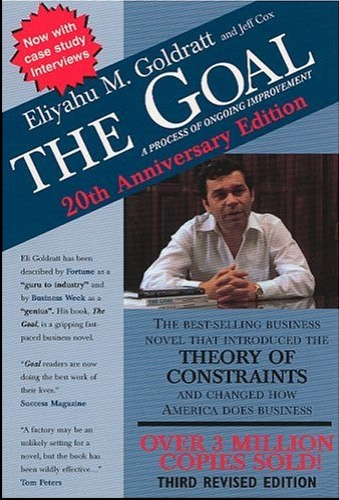 Now with
case study
Interviews
Eliyahu M. Goldratt and Jeff Cox
THE GOAL
A PROCESS OF ONGOING IMPROVEMENT
20th Anniversary Edition
Eli Goldratt has
been described
by Fortune as a
"guru to industry" and
by Business Week as a
"genius". His book, The
Goal, is a gripping fast-
paced business novel.
"Goal readers are now
doing the best work of
their lives."
Success Magazine
"A factory may be an
unlikely setting for a
novel, but the book has
been wildly effective..."
Tom Peters
THE BEST-SELLING BUSINESS
NOVEL THAT INTRODUCED THE
THEORY OF
CONSTRAINTS
AND CHANGED HOW
AMERICA DOES BUSINESS
OVER 3 MILLION
COPIES SOLD!
THIRD REVISED EDITION